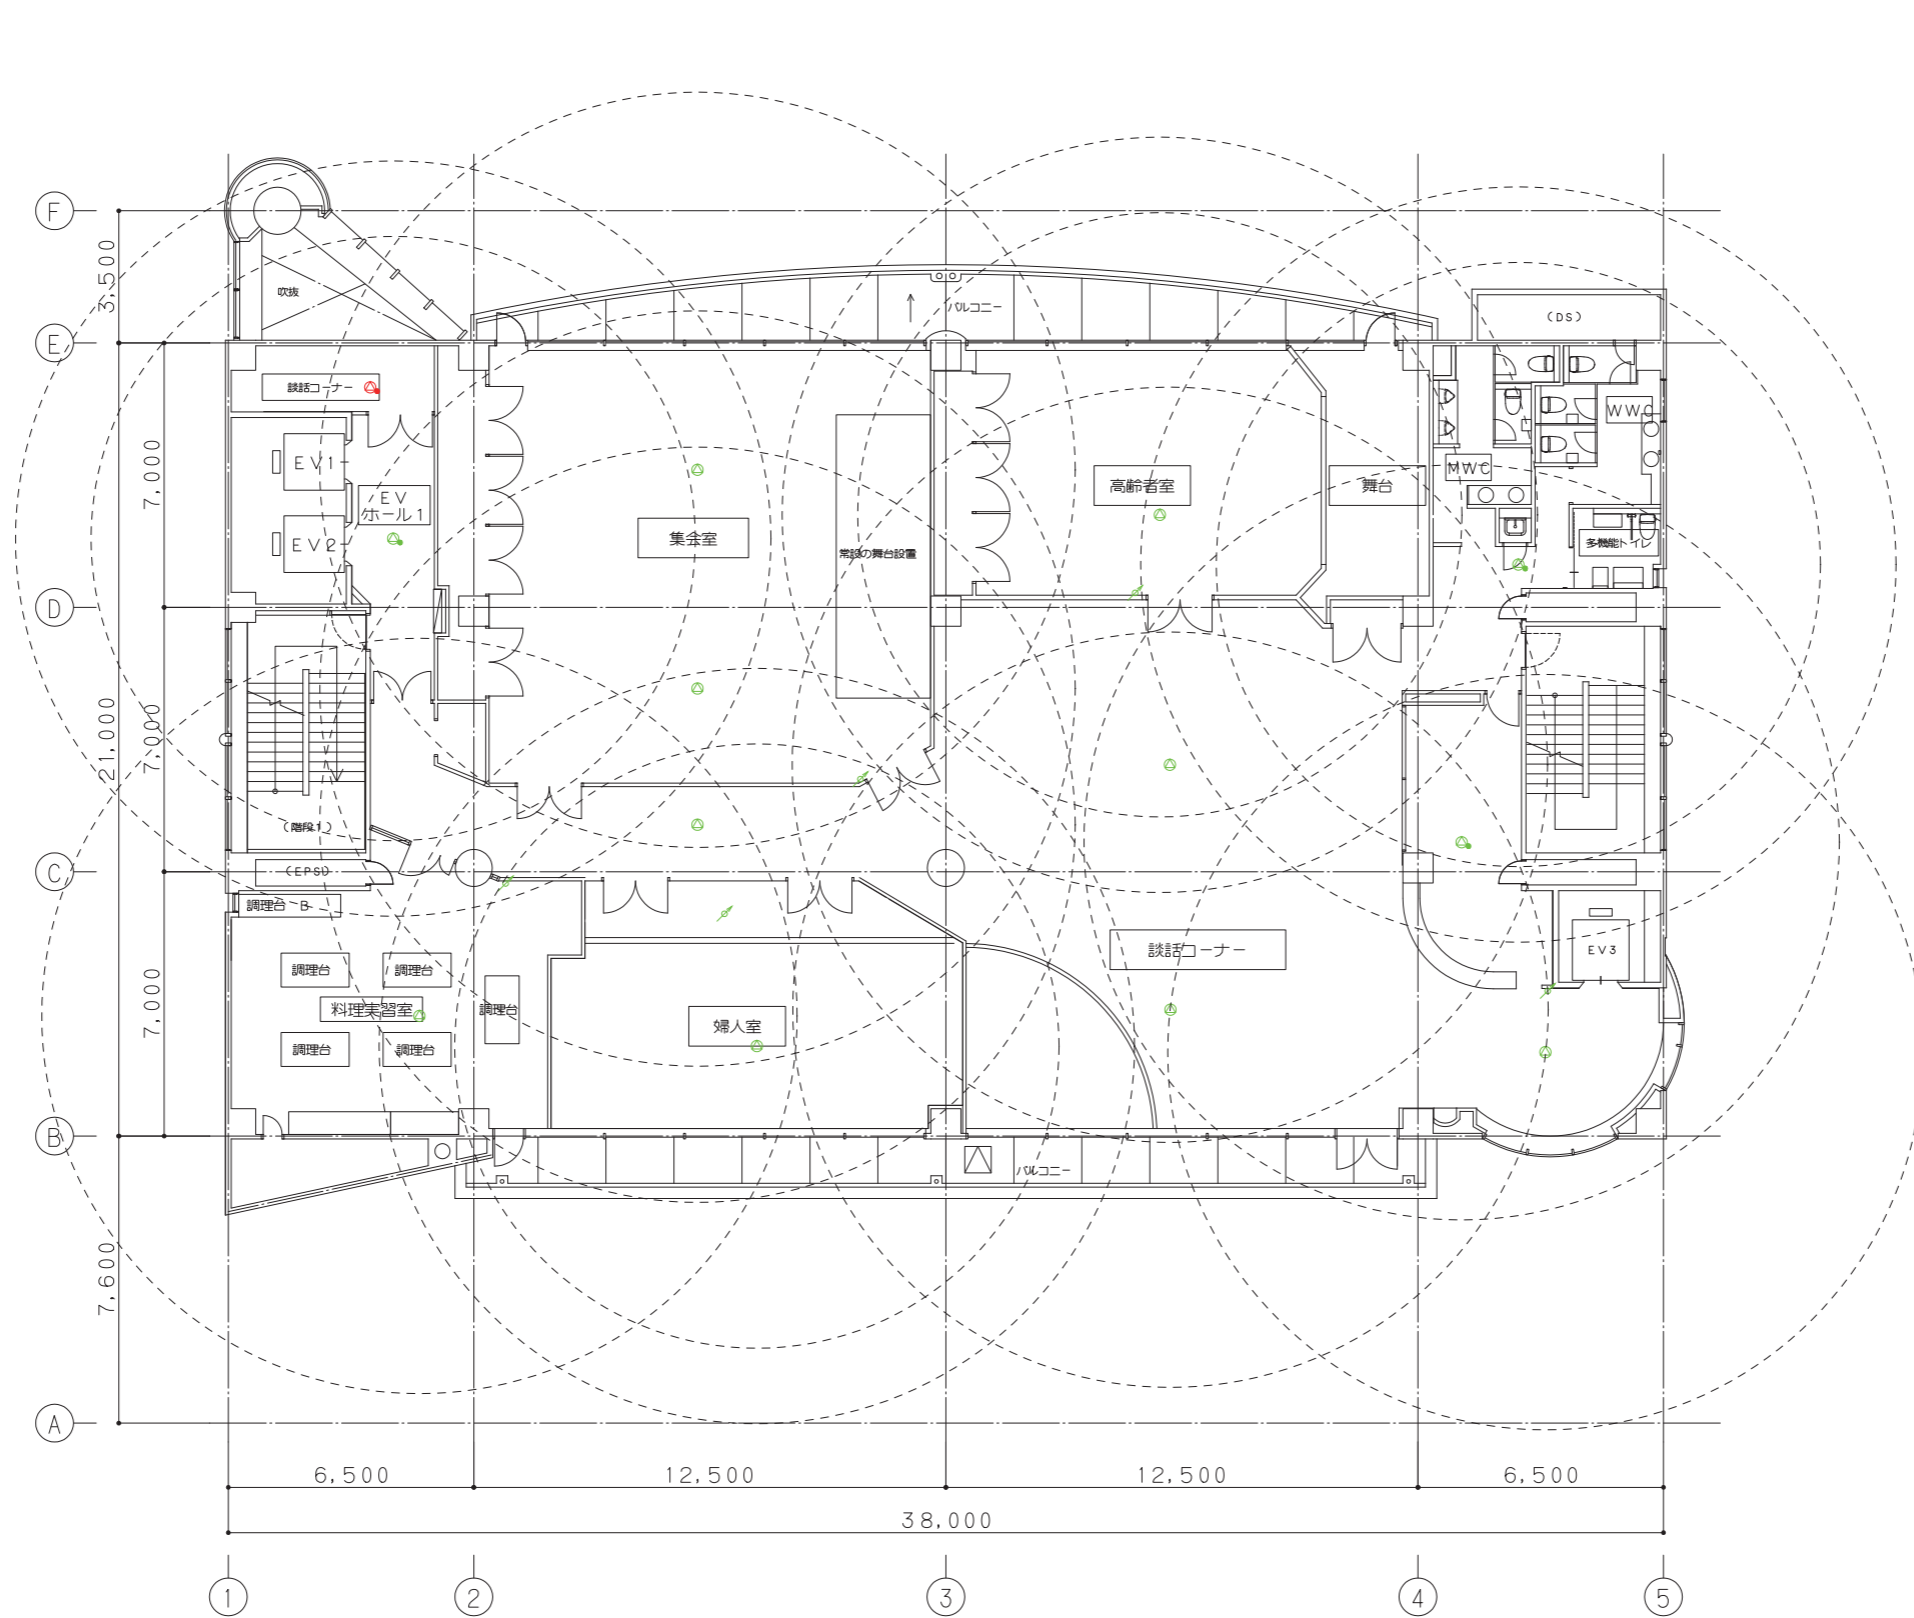 F
3,500
吹抜
バルコニー
(DS)
E
談話コーナー
WWC
EV1
7,000
MWC
EV
ホール1
高齢者室
舞台
集会室
EV2
常設の舞台設置
多機能トイレ
D
21,000
7,000
(階段1)
C
(EPS)
調理台 B
談話コーナー
EV3
調理台
調理台
7,000
料理実習室
調理台
婦人室
調理台
調理台
B
バルコニー
7,600
A
6,500
12,500
12,500
6,500
38,000
1
2
3
4
5